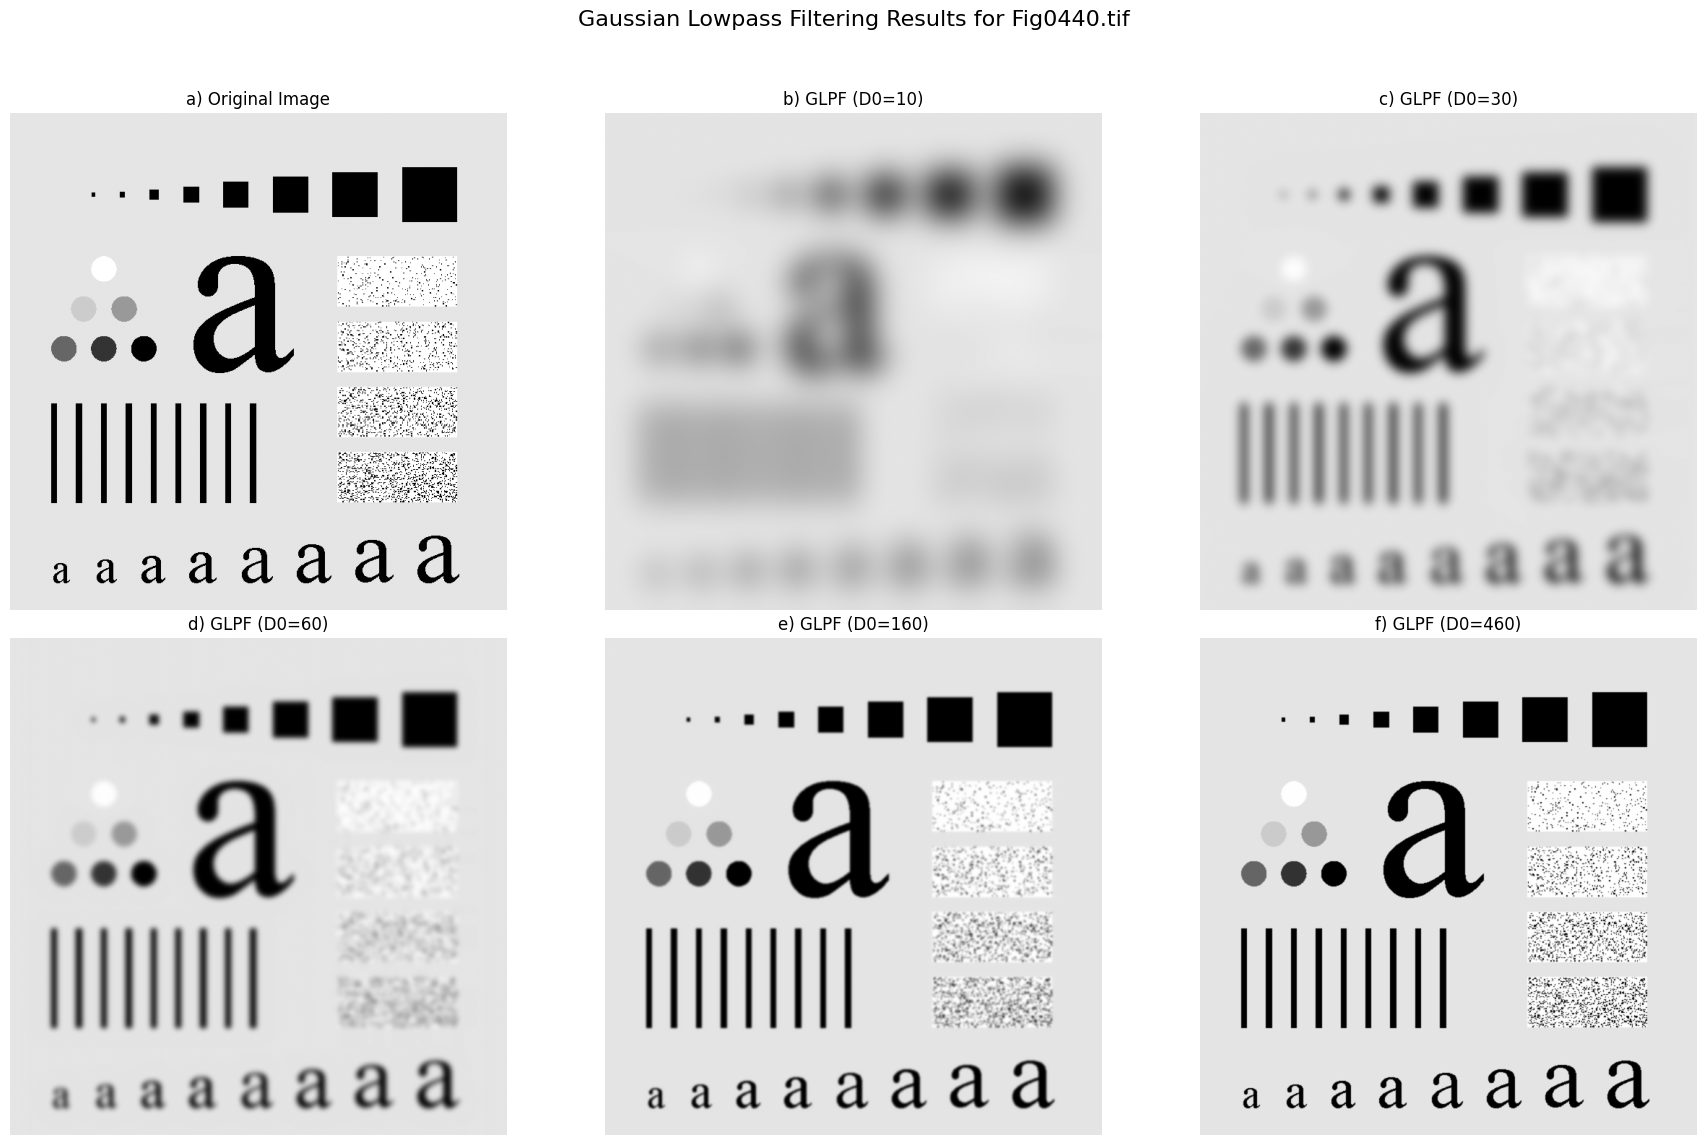 Gaussian Lowpass Filtering Results for Fig0440.tif
a) Original Image
b) GLPF (D0=10)
c) GLPF (D0=30)
a
a a a a a a a a
a
a a a a a a a a
a
a a a a a a a a
d) GLPF (D0=60)
e) GLPF (D0=160)
f) GLPF (D0=460)
a
a a a a a a a a
a
a a a a a a a a
a
a a a a a a a a